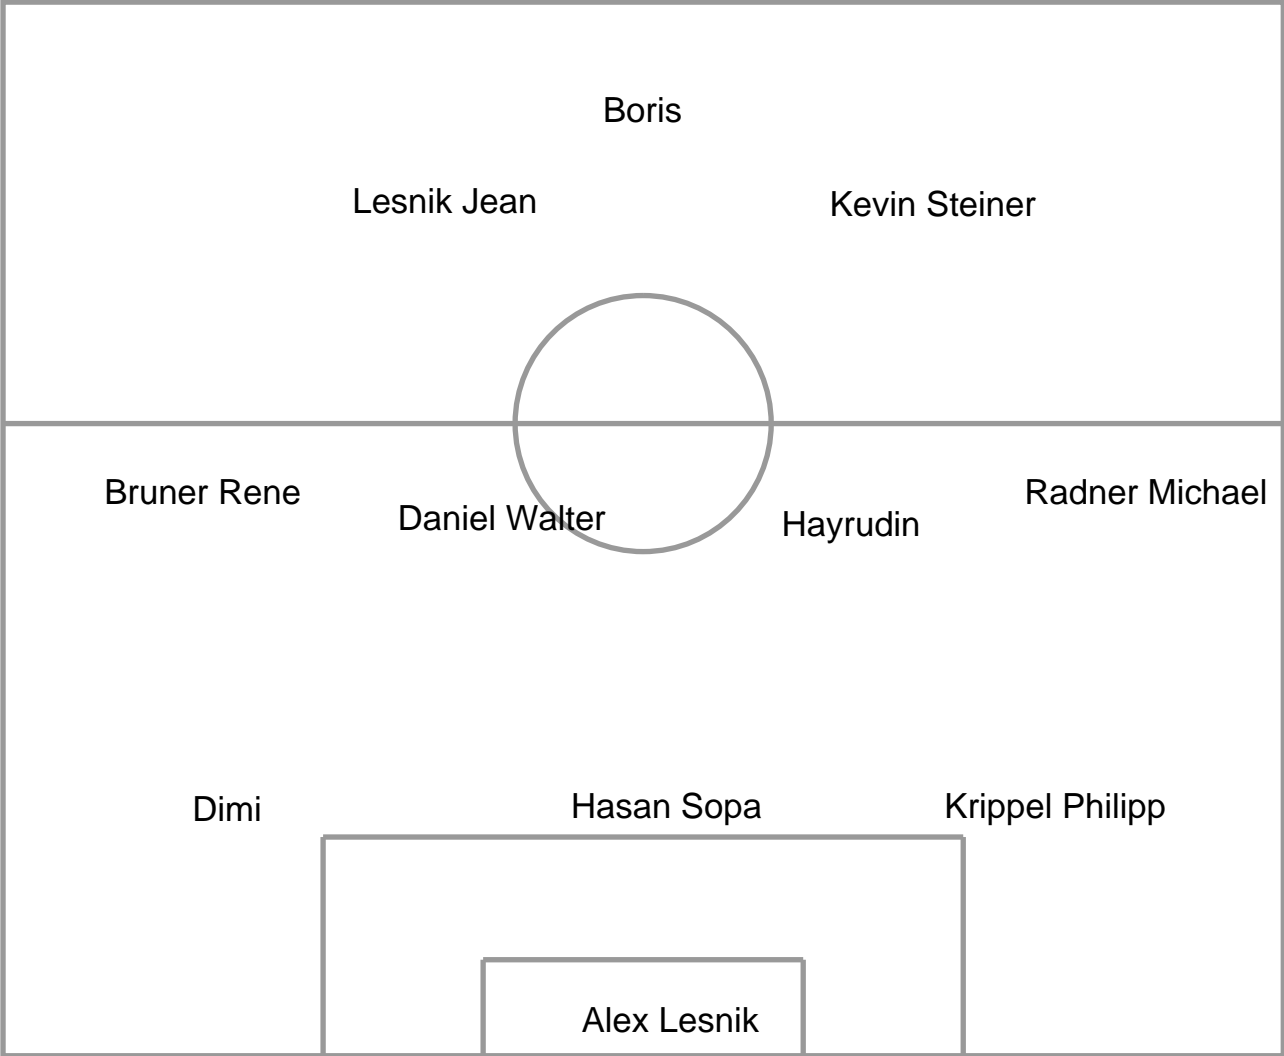 Boris
Lesnik Jean
Kevin Steiner
Bruner Rene
Radner Michael
Daniel Walter
Hayrudin
Dimi
Hasan Sopa
Krippel Philipp
Alex Lesnik